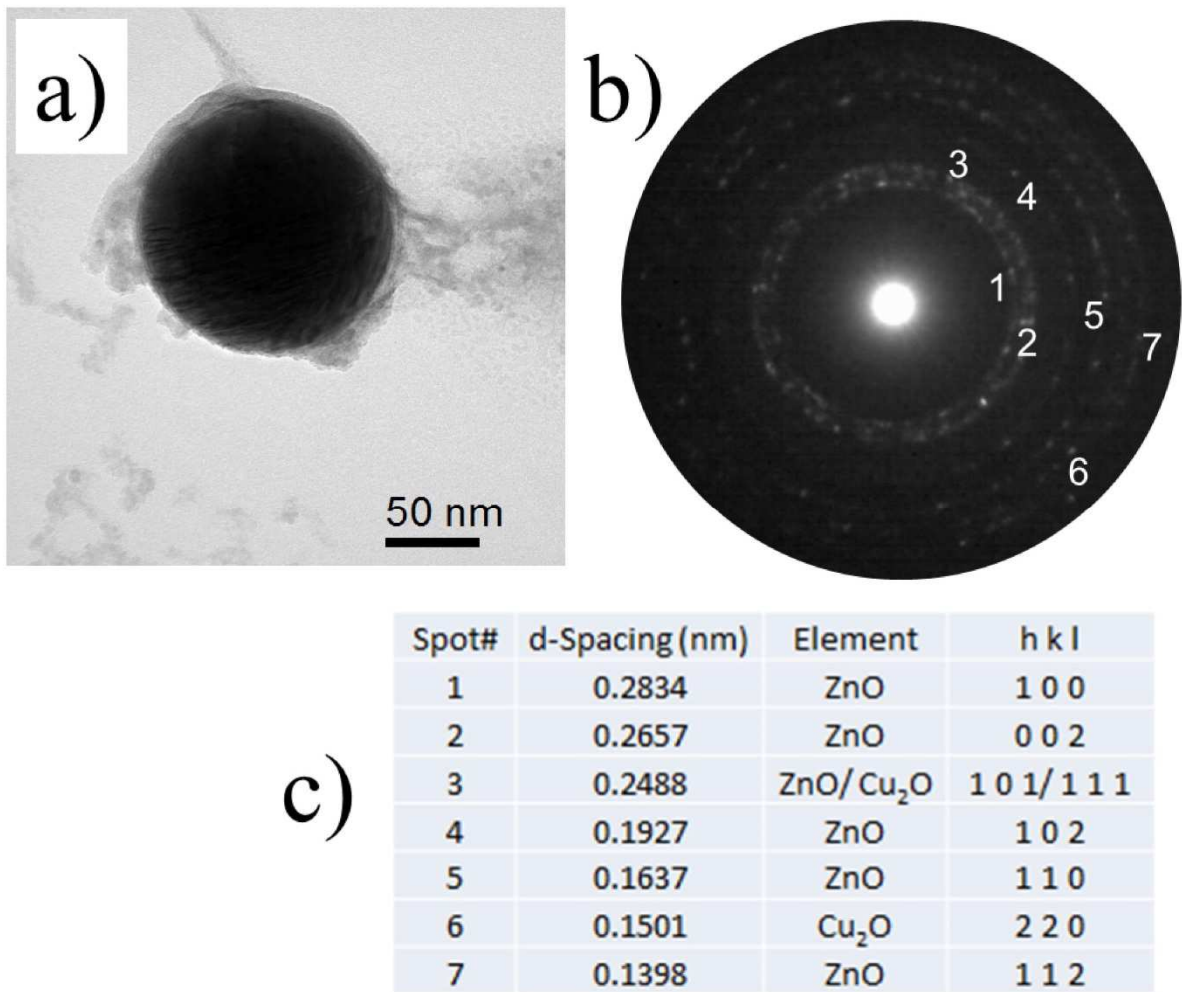 a)
50 nm
b)
3
4
1
5
2
7
6
c)
Spot# d-Spacing (nm) Element h k l
1 0.2834 ZnO 1 0 0
2 0.2657 ZnO 0 0 2
3 0.2488 ZnO/ Cu₂O 1 0 1/ 1 1 1
4 0.1927 ZnO 1 0 2
5 0.1637 ZnO 1 1 0
6 0.1501 Cu₂O 2 2 0
7 0.1398 ZnO 1 1 2